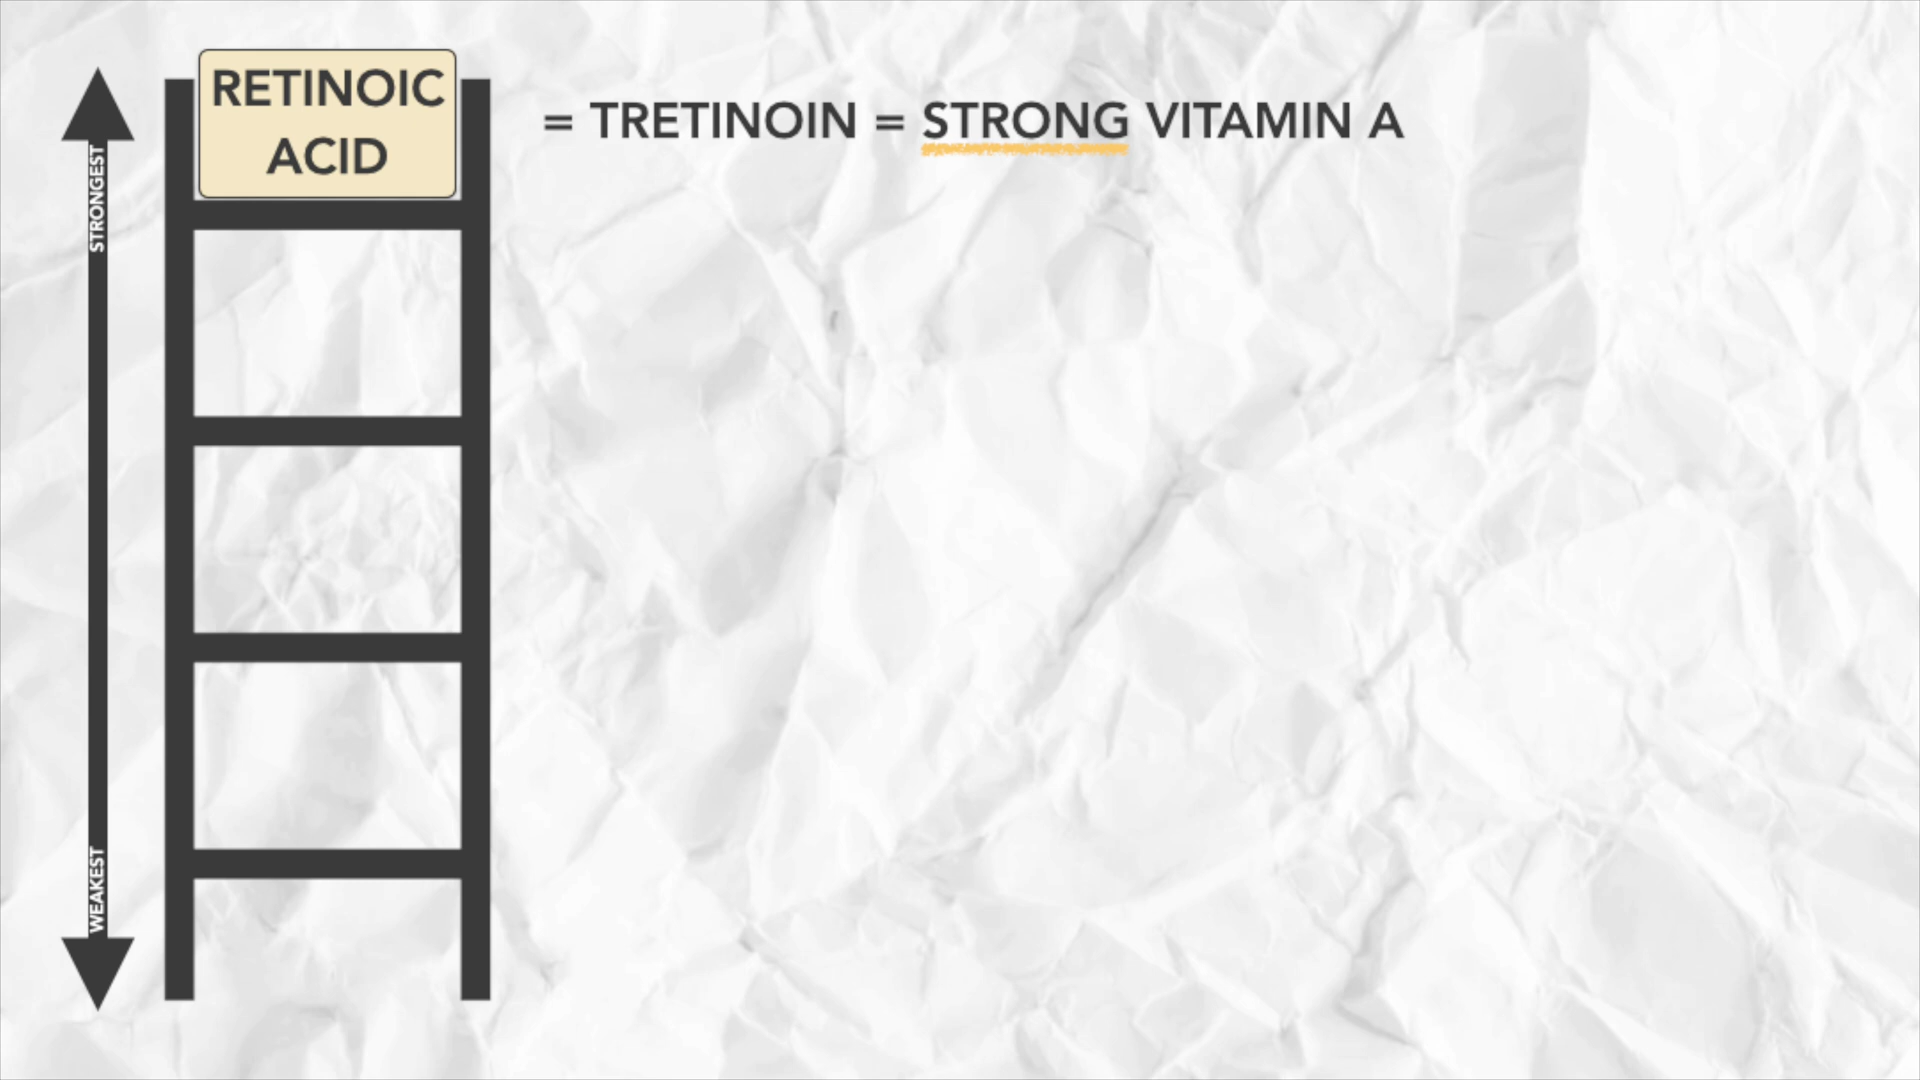 RETINOIC
ACID
= TRETINOIN = STRONG VITAMIN A
STRONGEST
WEAKEST